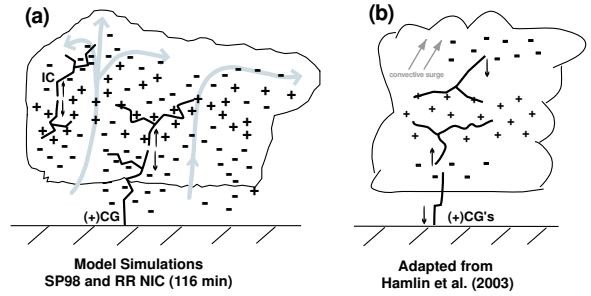 (a)
IC
(+)CG
Model Simulations
SP98 and RR NIC (116 min)
(b)
convective surge
(+)CG's
Adapted from
Hamlin et al. (2003)